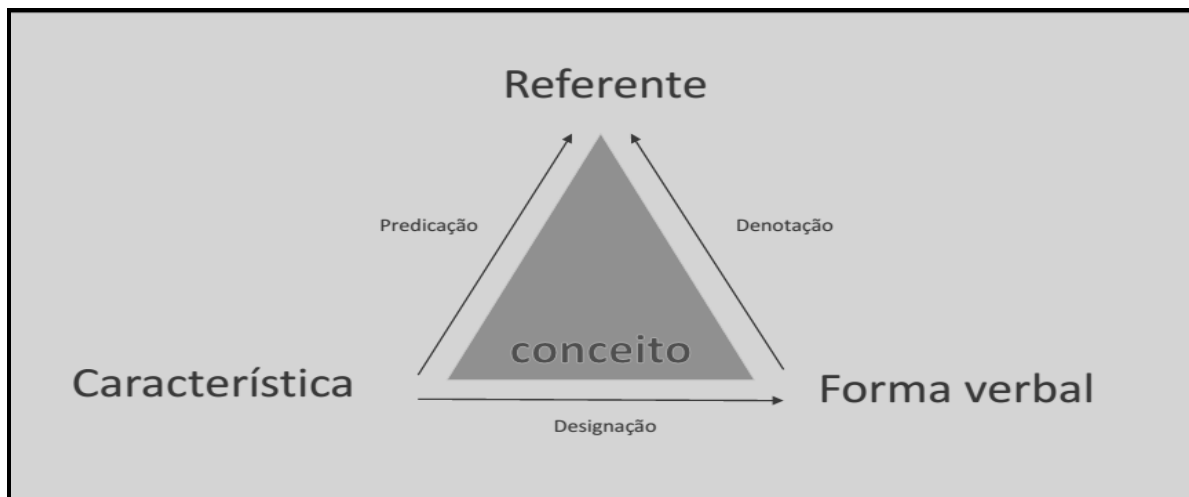 Referente
Predicação
Denotação
conceito
Característica
Forma verbal
Designação